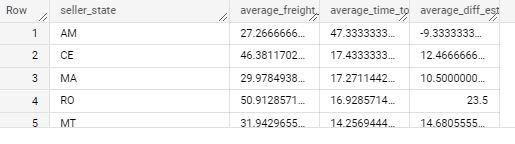 Row seller_state average_freight_ average_time_to average_diff_est
1 AM 27.2666666... 47.3333333... -9.3333333...
2 CE 46.3811702... 17.4333333... 12.4666666...
3 MA 29.9784938... 17.2711442... 10.5000000...
4 RO 50.9128571... 16.9285714... 23.5
5 MT 31.9429655... 14.2569444... 14.6805555...